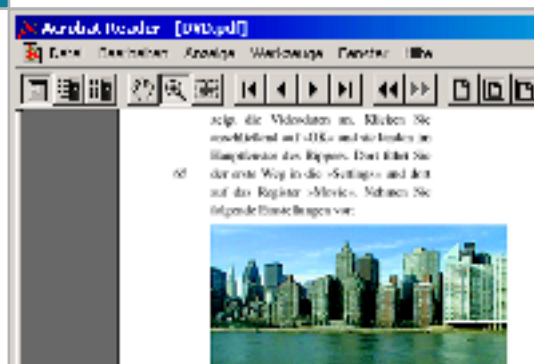 Acrobat Reader - [DVD.pdf]
Datei Bearbeiten Anzeige Werkzeuge Fenster Hilfe
zeigt die Videodaten an. Klicken Sie
anschließend auf »OK« und sie landen im
Hauptfenster des Rippers. Dort führt Sie
der erste Weg in die »Settings« und dort
auf das Register »Movie«. Nehmen Sie
folgende Einstellungen vor: